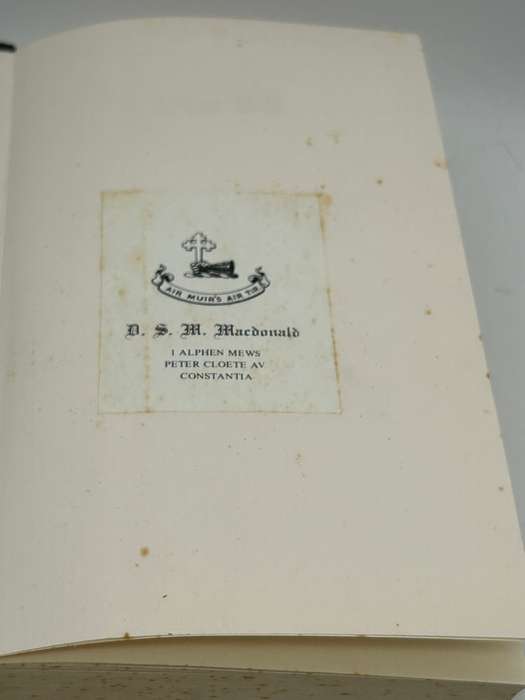 AIR MUIR'S AIR TIR
D. S. M. Macdonald
1 ALPHEN MEWS
PETER CLOETE AV
CONSTANTIA